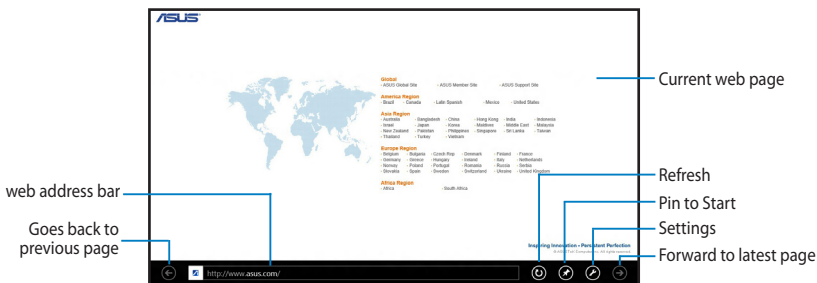 ASUS
Global
- ASUS Global Site - ASUS Member Site - ASUS Support Site
America Region
- Brazil - Canada - Latin Spanish - Mexico - United States
Asia Region
- Australia - Bangladesh - China - Hong Kong - India - Indonesia
- Israel - Japan - Korea - Maldives - Middle East - Malaysia
- New Zealand - Pakistan - Philippines - Singapore - Sri Lanka - Taiwan
- Thailand - Turkey - Vietnam
Europe Region
- Belgium - Bulgaria - Czech Rep - Denmark - Finland - France
- Germany - Greece - Hungary - Ireland - Italy - Netherlands
- Norway - Poland - Portugal - Romania - Russia - Serbia
- Slovakia - Spain - Sweden - Switzerland - Ukraine - United Kingdom
Africa Region
- Africa - South Africa
Inspiring Innovation • Persistent Perfection
All rights reserved.
http://www.asus.com/
Current web page
web address bar
Goes back to
previous page
Refresh
Pin to Start
Settings
Forward to latest page